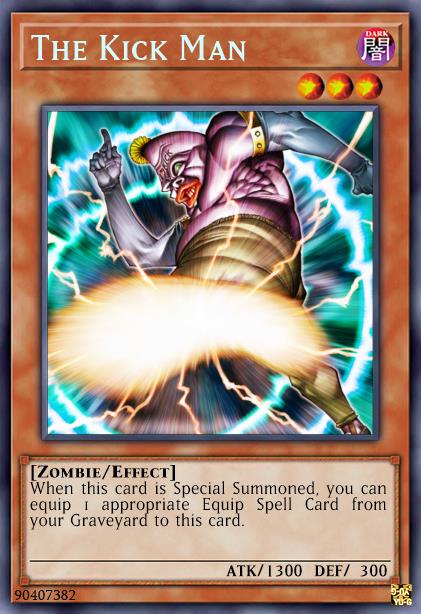 The Kick Man
DARK
闇
[Zombie/Effect]
When this card is Special Summoned, you can
equip 1 appropriate Equip Spell Card from
your Graveyard to this card.
ATK/1300 DEF/ 300
90407382